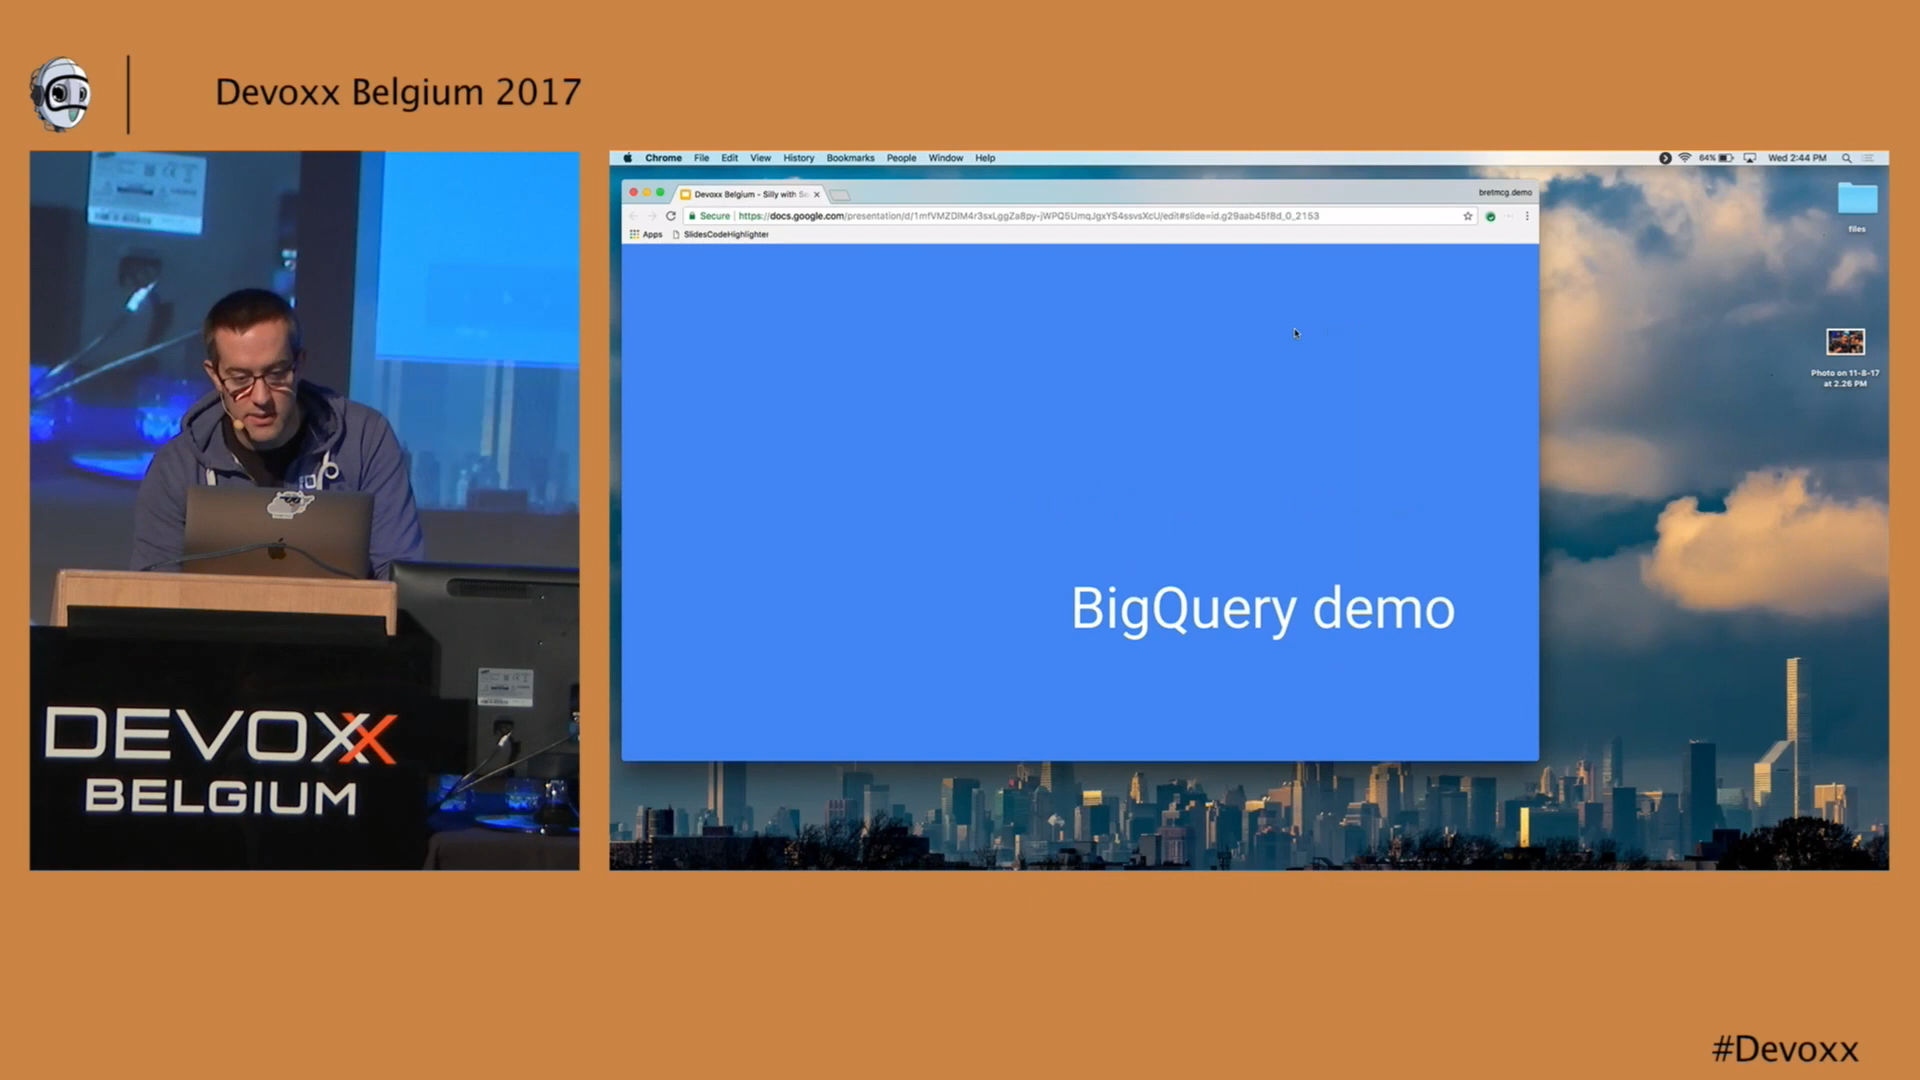 Devoxx Belgium 2017
Chrome File Edit View History Bookmarks People Window Help
64% Wed 2:44 PM
Devoxx Belgium - Silly with Se
bretmcg demo
Secure https://docs.google.com/presentation/d/1mfVMZDlM4r3sxLggZa8py-jWPQ5UmqJgxYS4ssvsXcU/edit#slide=id.g29aab45f8d_0_2153
Apps SlidesCodeHighlighter
files
Photo on 11-8-17
at 2.26 PM
BigQuery demo
DEVOXX
BELGIUM
#Devoxx